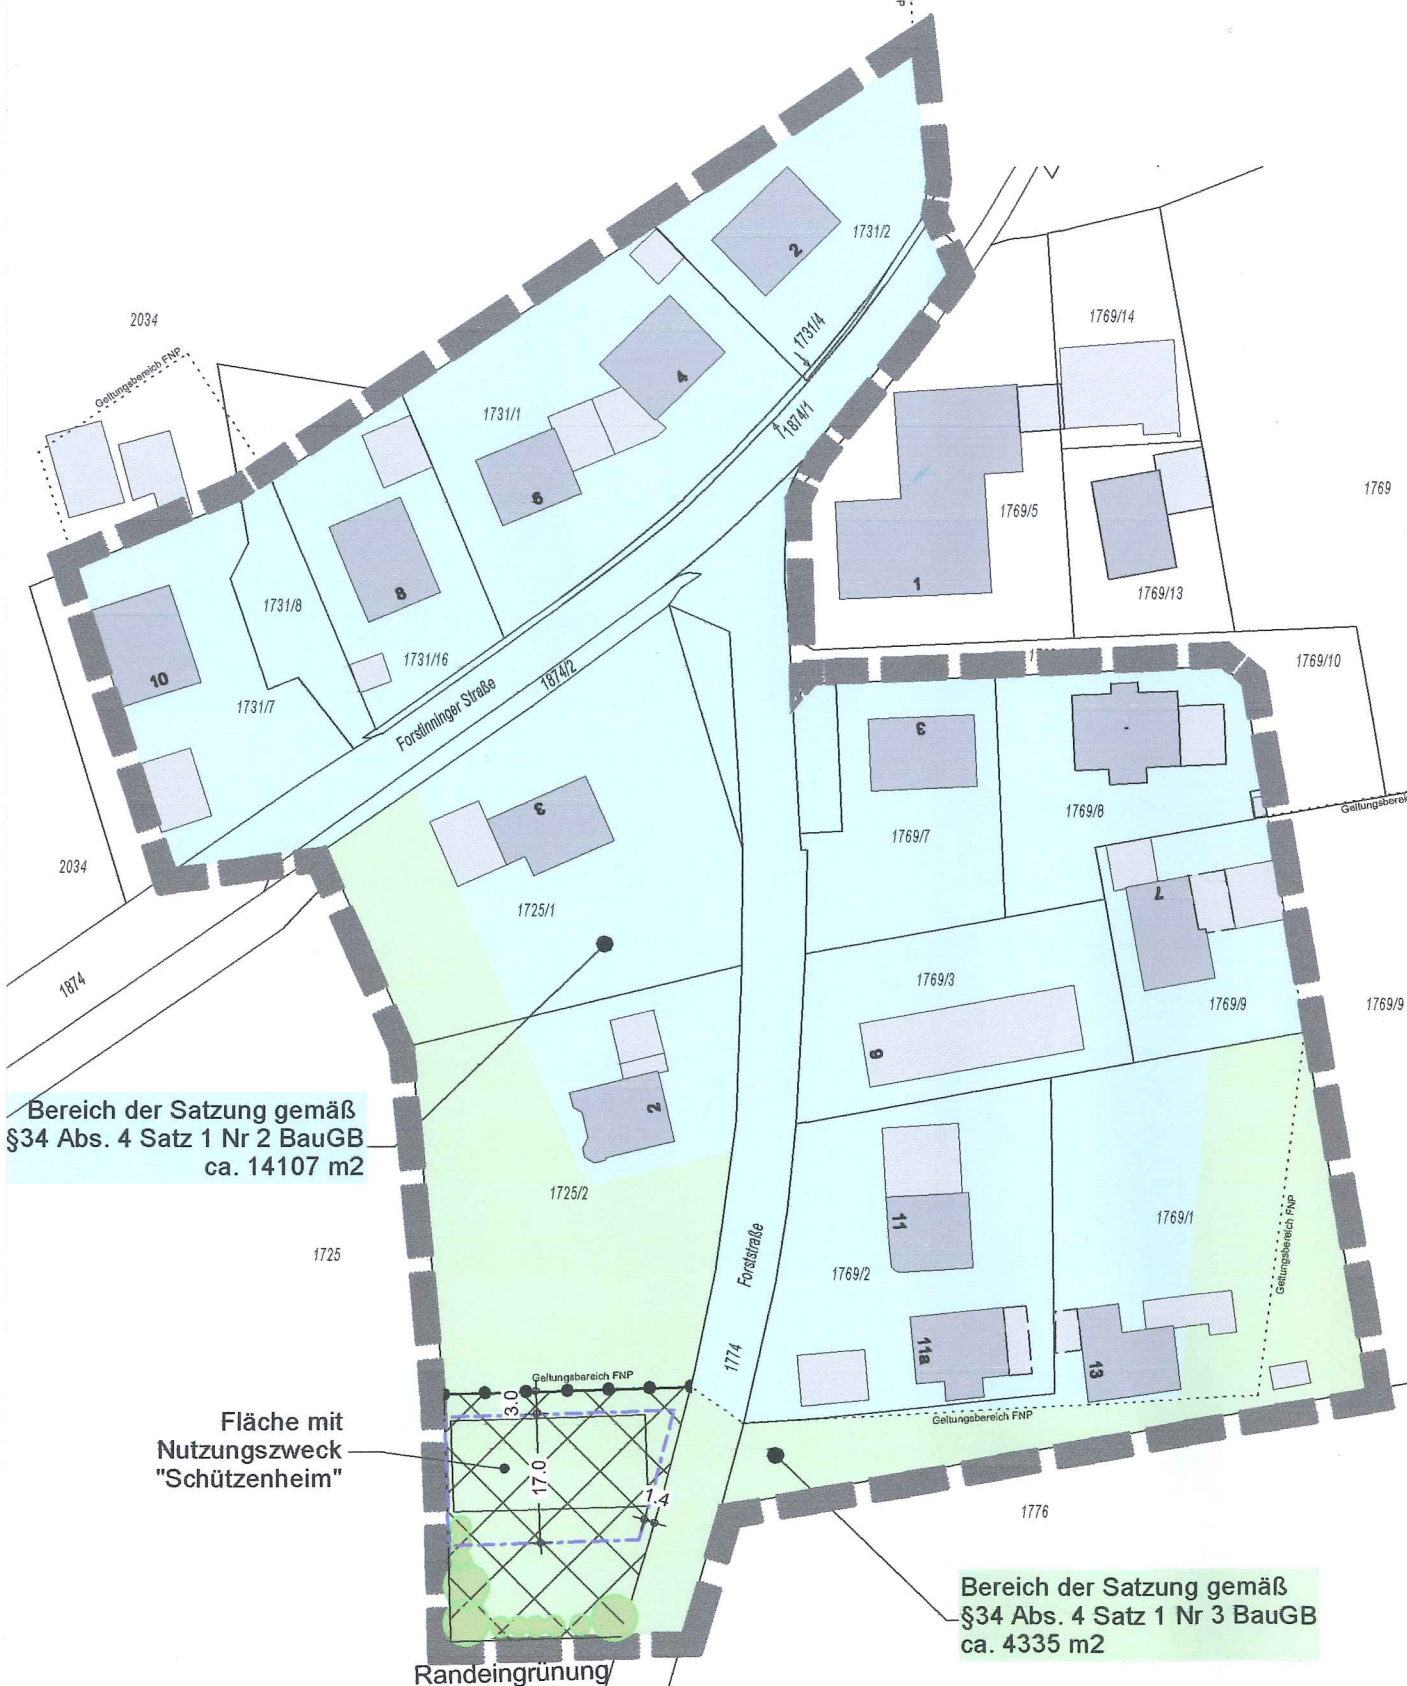 2
1731/2
2034
Geltungsbereich FNP
1731/4
1769/14
4
1731/1
1874/1
6
1769/5
1769
8
1
1769/13
1731/8
1731/16
1874/2
1769/10
10
1731/7
Forstinninger Straße
3
-
3
1769/8
Geltungsbereich
1769/7
2034
7
1725/1
1874
1769/3
1769/9
1769/9
9
Bereich der Satzung gemäß
§34 Abs. 4 Satz 1 Nr 2 BauGB
ca. 14107 m2
2
1725/2
11
1769/1
Geltungsbereich FNP
1725
Forststraße
1769/2
1774
11a
13
Geltungsbereich FNP
3.0
Geltungsbereich FNP
Fläche mit
Nutzungszweck
"Schützenheim"
17.0
1.4
1776
Bereich der Satzung gemäß
§34 Abs. 4 Satz 1 Nr 3 BauGB
ca. 4335 m2
Randeingrünung